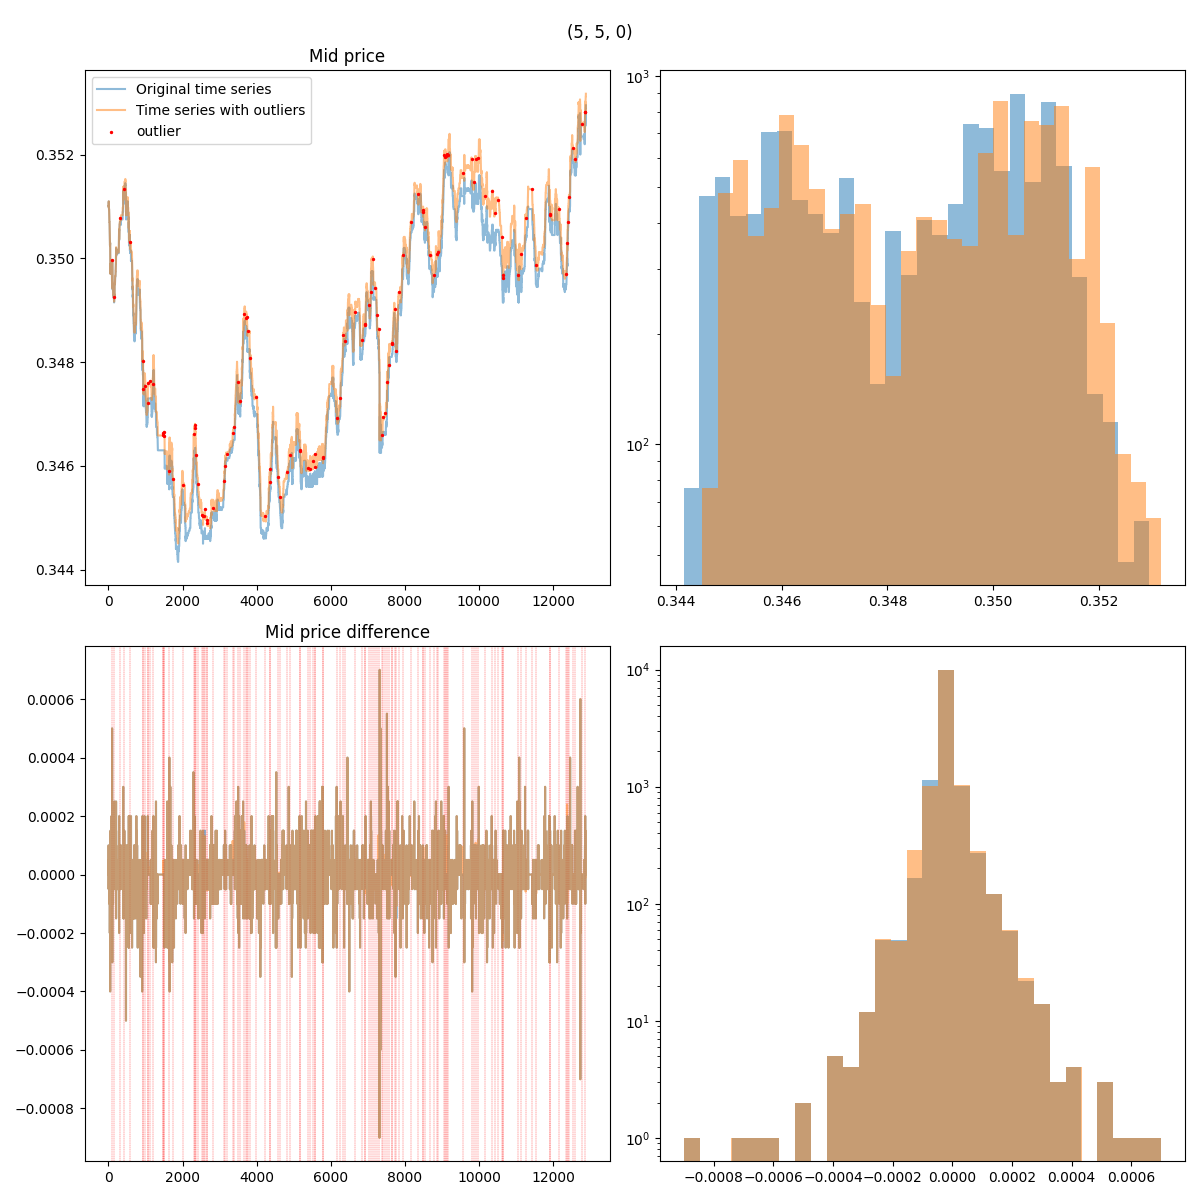 (5, 5, 0)
Mid price
Original time series
Time series with outliers
outlier
0.352
0.350
0.348
0.346
0.344
0 2000 4000 6000 8000 10000 12000
10³
10²
0.344 0.346 0.348 0.350 0.352
Mid price difference
0.0006
0.0004
0.0002
0.0000
−0.0002
−0.0004
−0.0006
−0.0008
0 2000 4000 6000 8000 10000 12000
10⁴
10³
10²
10¹
10⁰
−0.0008 −0.0006 −0.0004 −0.0002 0.0000 0.0002 0.0004 0.0006